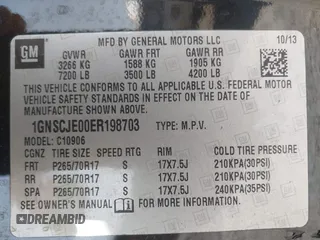 GM
MFD BY GENERAL MOTORS LLC 10/13
GVWR GAWR FRT GAWR RR
3266 KG 1588 KG 1905 KG
7200 LB 3500 LB 4200 LB
THIS VEHICLE CONFORMS TO ALL APPLICABLE U.S. FEDERAL MOTOR
VEHICLE SAFETY AND THEFT PREVENTION STANDARDS IN EFFECT ON THE DATE OF
MANUFACTURE SHOWN ABOVE.
1GNSCJE00ER198703 TYPE: M.P.V.
MODEL: C10906
CGNZ TIRE SIZE SPEED RTG RIM COLD TIRE PRESSURE
FRT P265/70R17 S 17X7.5J 210KPA(30PSI)
RR P265/70R17 S 17X7.5J 210KPA(30PSI)
SPA P265/70R17 S 17X7.5J 240KPA(35PSI)
SEE OWNER'S MANUAL FOR MORE INFORMATION.
DREAMBID